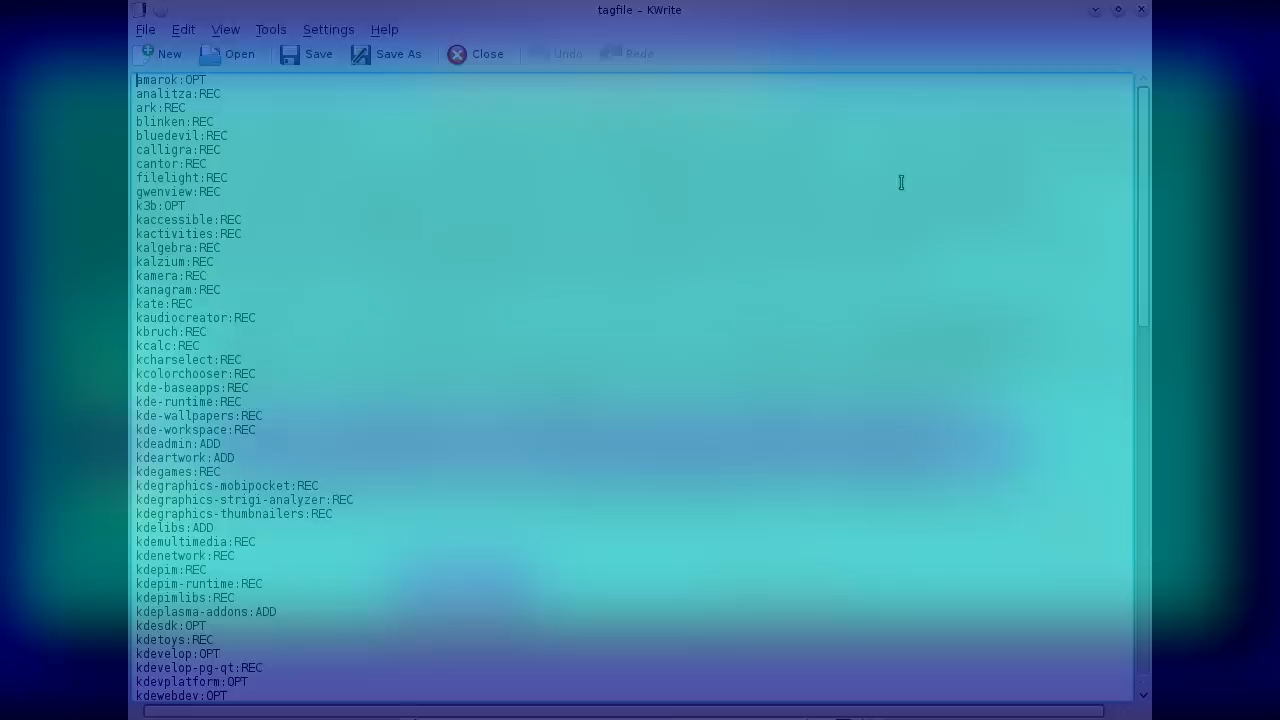 tagfile – KWrite
File Edit View Tools Settings Help
New Open Save Save As Close Undo Redo
amarok:OPT
analitza:REC
ark:REC
blinken:REC
bluedevil:REC
calligra:REC
cantor:REC
filelight:REC
gwenview:REC
k3b:OPT
kaccessible:REC
kactivities:REC
kalgebra:REC
kalzium:REC
kamera:REC
kanagram:REC
kate:REC
kaudiocreator:REC
kbruch:REC
kcalc:REC
kcharselect:REC
kcolorchooser:REC
kde-baseapps:REC
kde-runtime:REC
kde-wallpapers:REC
kde-workspace:REC
kdeadmin:ADD
kdeartwork:ADD
kdegames:REC
kdegraphics-mobipocket:REC
kdegraphics-strigi-analyzer:REC
kdegraphics-thumbnailers:REC
kdelibs:ADD
kdemultimedia:REC
kdenetwork:REC
kdepim:REC
kdepim-runtime:REC
kdepimlibs:REC
kdeplasma-addons:ADD
kdesdk:OPT
kdetoys:REC
kdevelop:OPT
kdevelop-pg-qt:REC
kdevplatform:OPT
kdewebdev:OPT